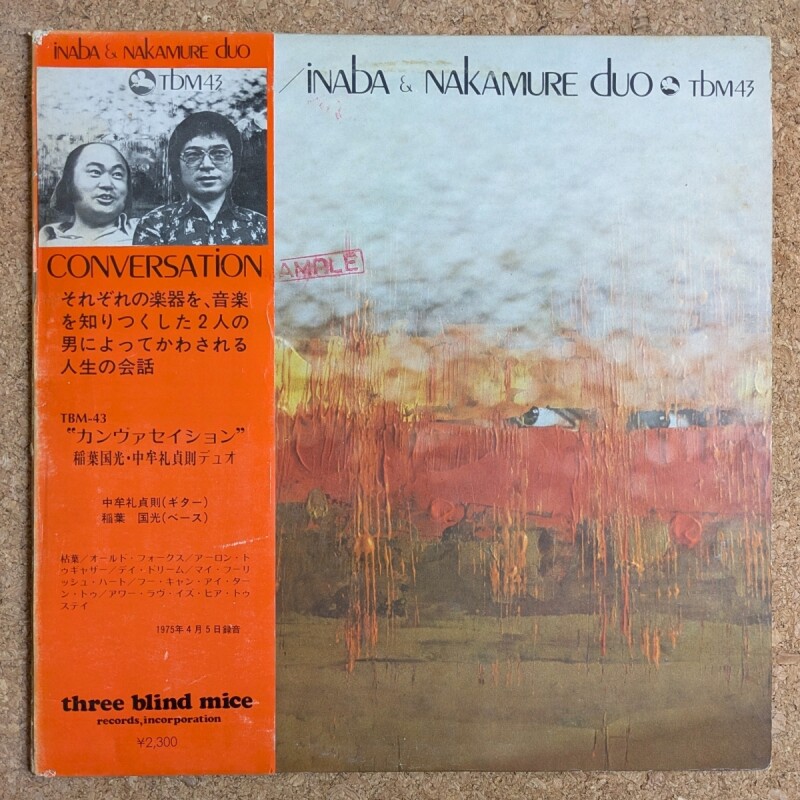 inaba & NAKAMURE duo
TbM43
CONVERSATiON
それぞれの楽器を、音楽
を知りつくした2人の
男によってかわされる
人生の会話
TBM-43
“カンヴァセイション”
稲葉国光・中牟礼貞則デュオ
中牟礼貞則(ギター)
稲葉 国光(ベース)
枯葉/オールド・フォークス/アーロン・ト
ゥギャザー/デイ・ドリーム/マイ・フーリ
ッシュ・ハート/フー・キャン・アイ・ター
ン・トゥ/アワー・ラヴ・イズ・ヒア・トゥ
ステイ
1975年4月5日録音
three blind mice
records, incorporation
¥2,300
/iNAbA & NAKAMURE duo TbM43
AMPLE